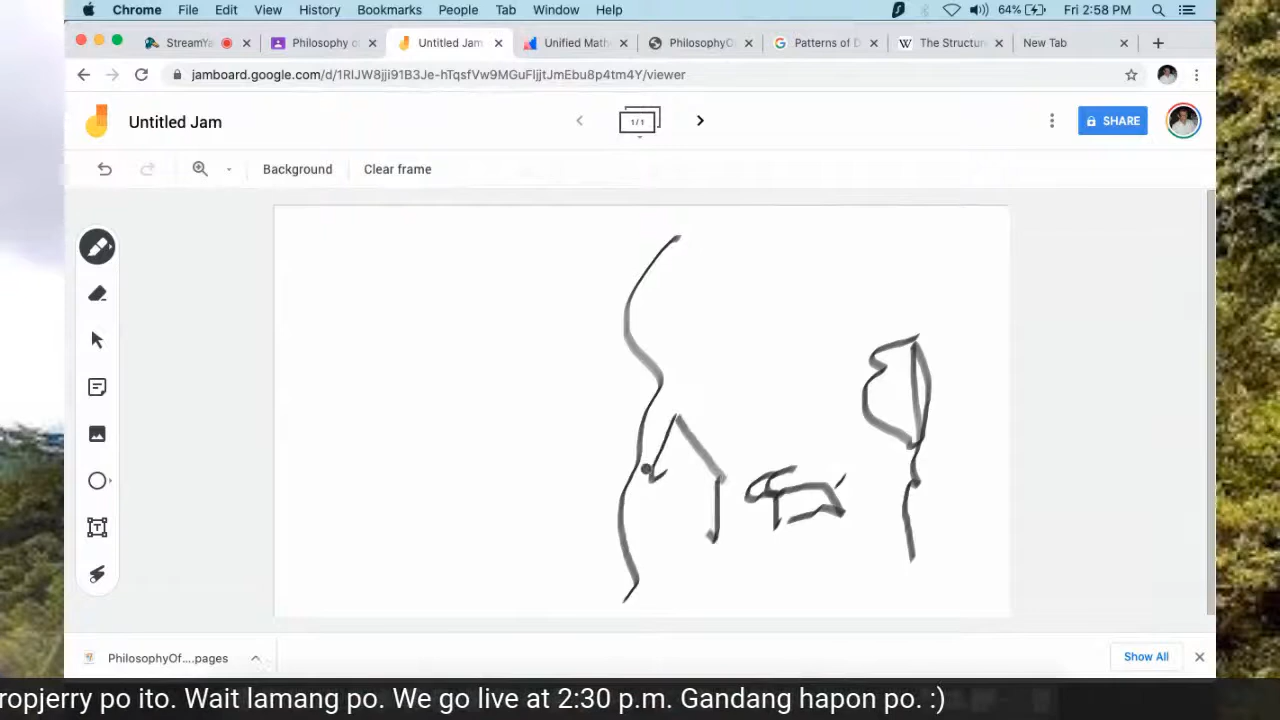 Chrome File Edit View History Bookmarks People Tab Window Help 64% Fri 2:58 PM
StreamYa Philosophy o Untitled Jam Unified Math PhilosophyO Patterns of D The Structur New Tab
jamboard.google.com/d/1RlJW8jji91B3Je-hTqsfVw9MGuFljjtJmEbu8p4tm4Y/viewer
Untitled Jam 1/1 SHARE
Background Clear frame
T
PhilosophyOf....pages Show All
ropjerry po ito. Wait lamang po. We go live at 2:30 p.m. Gandang hapon po. :)